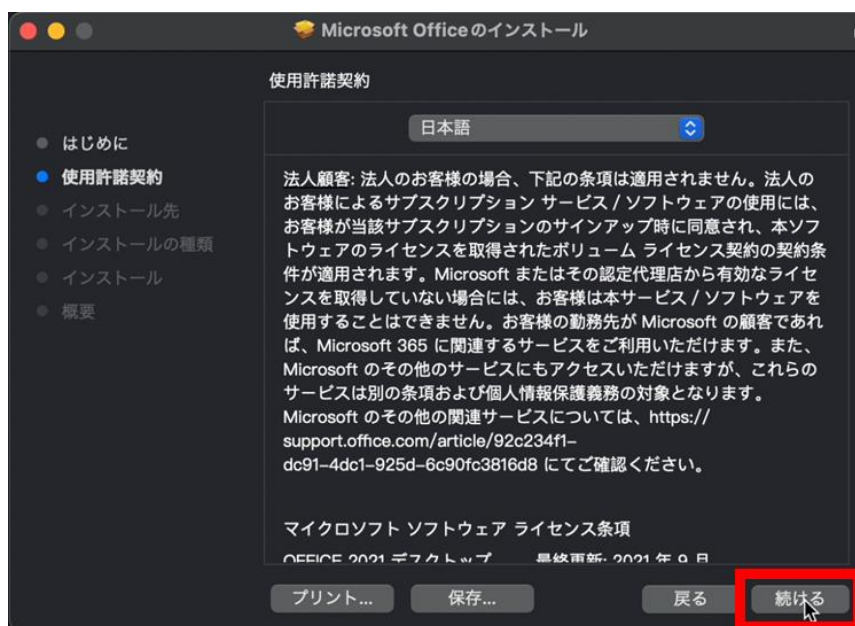 Microsoft Officeのインストール
使用許諾契約
はじめに
使用許諾契約
インストール先
インストールの種類
インストール
概要
日本語
法人顧客: 法人のお客様の場合、下記の条項は適用されません。法人の
お客様によるサブスクリプション サービス / ソフトウェアの使用には、
お客様が当該サブスクリプションのサインアップ時に同意され、本ソフ
トウェアのライセンスを取得されたボリューム ライセンス契約の契約条
件が適用されます。Microsoft またはその認定代理店から有効なライセ
ンスを取得していない場合には、お客様は本サービス / ソフトウェアを
使用することはできません。お客様の勤務先が Microsoft の顧客であれ
ば、Microsoft 365 に関連するサービスをご利用いただけます。また、
Microsoft のその他のサービスにもアクセスいただけますが、これらの
サービスは別の条項および個人情報保護義務の対象となります。
Microsoft のその他の関連サービスについては、https://
support.office.com/article/92c234f1-
dc91-4dc1-925d-6c90fc3816d8 にてご確認ください。
マイクロソフト ソフトウェア ライセンス条項
OFFICE 2021 デスクトップ 最終更新: 2021 年 9 月
プリント... 保存... 戻る 続ける